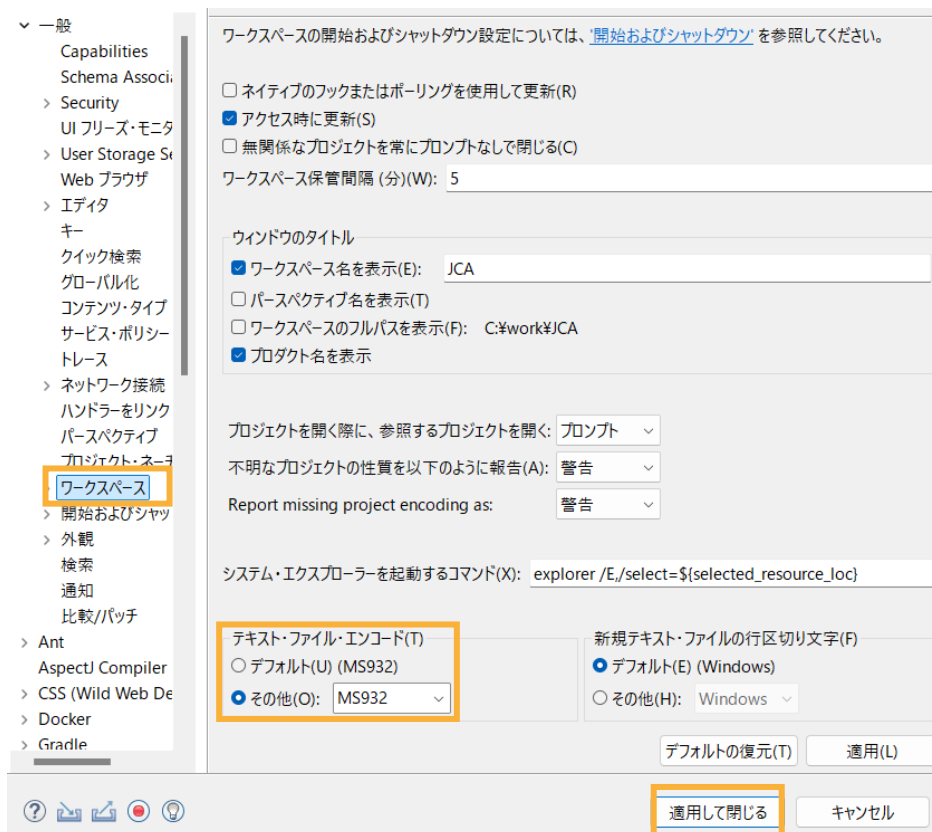 一般
Capabilities
Schema Associa
Security
UI フリーズ・モニタ
User Storage Se
Web ブラウザ
エディタ
キー
クイック検索
グローバル化
コンテンツ・タイプ
サービス・ポリシー
トレース
ネットワーク接続
ハンドラーをリンク
パースペクティブ
プロジェクト・ネーチ
ワークスペース
開始およびシャッ
外観
検索
通知
比較/パッチ
Ant
AspectJ Compiler
CSS (Wild Web De
Docker
Gradle
ワークスペースの開始およびシャットダウン設定については、'開始およびシャットダウン' を参照してください。
ネイティブのフックまたはポーリングを使用して更新(R)
アクセス時に更新(S)
無関係なプロジェクトを常にプロンプトなしで閉じる(C)
ワークスペース保管間隔 (分)(W): 5
ウィンドウのタイトル
ワークスペース名を表示(E): JCA
パースペクティブ名を表示(T)
ワークスペースのフルパスを表示(F): C:¥work¥JCA
プロダクト名を表示
プロジェクトを開く際に、参照するプロジェクトを開く: プロンプト
不明なプロジェクトの性質を以下のように報告(A): 警告
Report missing project encoding as: 警告
システム・エクスプローラーを起動するコマンド(X): explorer /E,/select=${selected_resource_loc}
テキスト・ファイル・エンコード(T)
デフォルト(U) (MS932)
その他(O): MS932
新規テキスト・ファイルの行区切り文字(F)
デフォルト(E) (Windows)
その他(H): Windows
デフォルトの復元(T) 適用(L)
適用して閉じる キャンセル